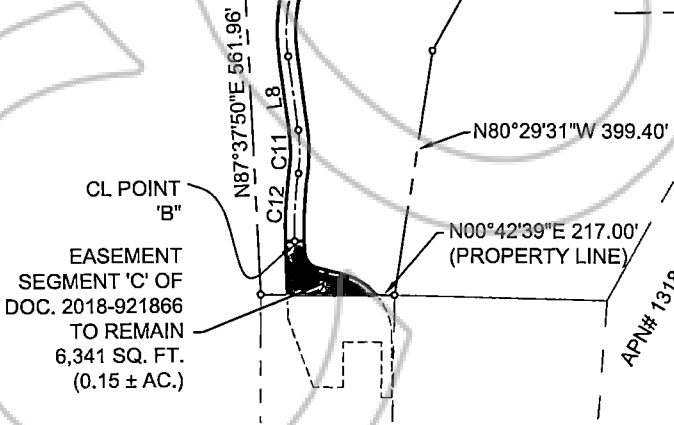 N87°37'50"E 561.96'
L8
C11
C12
N80°29'31"W 399.40'
CL POINT
'B"
N00°42'39"E 217.00'
(PROPERTY LINE)
EASEMENT
SEGMENT 'C' OF
DOC. 2018-921866
TO REMAIN
6,341 SQ. FT.
(0.15 ± AC.)
APN# 1318